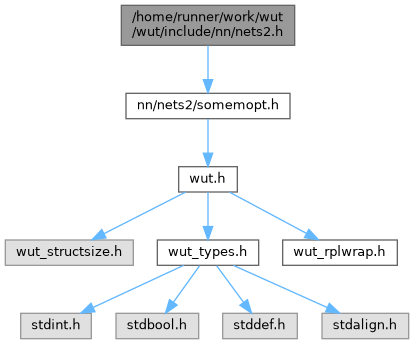 /home/runner/work/wut
/wut/include/nn/nets2.h
nn/nets2/somemopt.h
wut.h
wut_structsize.h
wut_types.h
wut_rplwrap.h
stdint.h
stdbool.h
stddef.h
stdalign.h